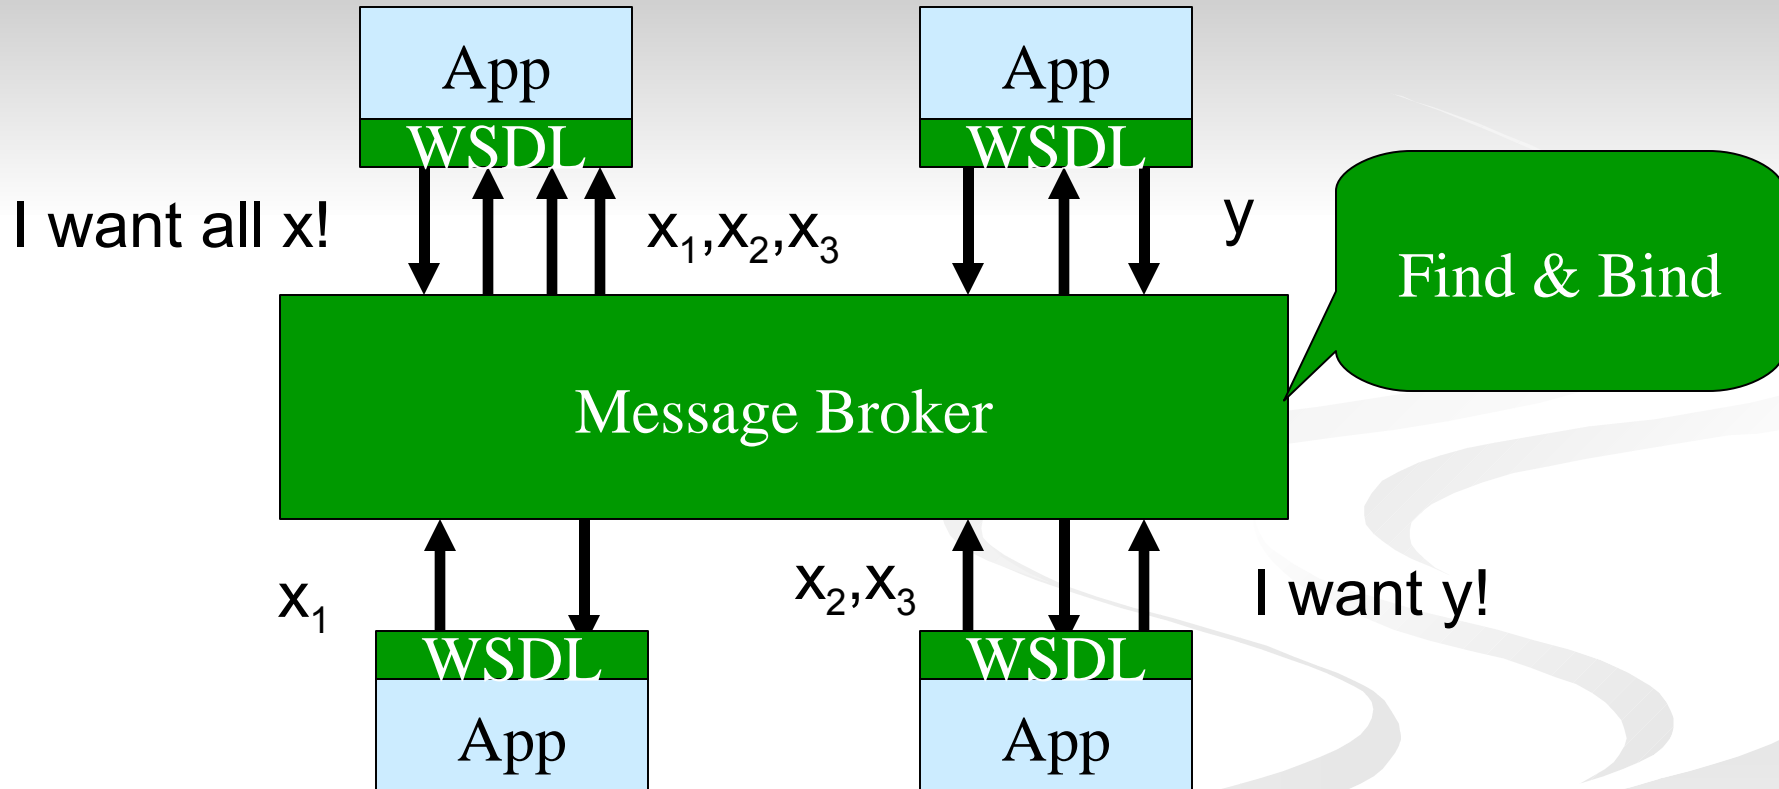 App
App
WSDL
WSDL
I want all x!
x₁,x₂,x₃
y
Find & Bind
Message Broker
x₁
x₂,x₃
I want y!
WSDL
WSDL
App
App